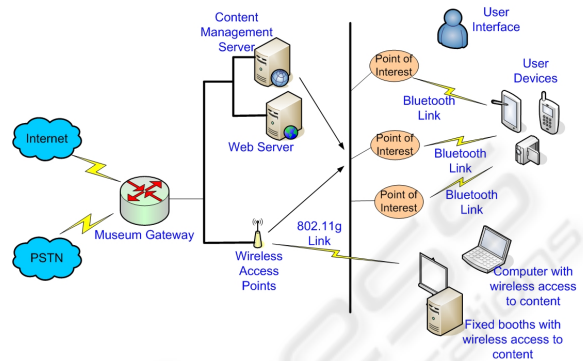 Content
Management
Server
User
Interface
Point of
Interest
User
Devices
Bluetooth
Link
Internet
Web Server
Point of
Interest
Bluetooth
Link
Point of
Interest
Bluetooth
Link
Museum Gateway
802.11g
Link
PSTN
Wireless
Access
Points
Computer with
wireless access
to content
Fixed booths with
wireless access to
content